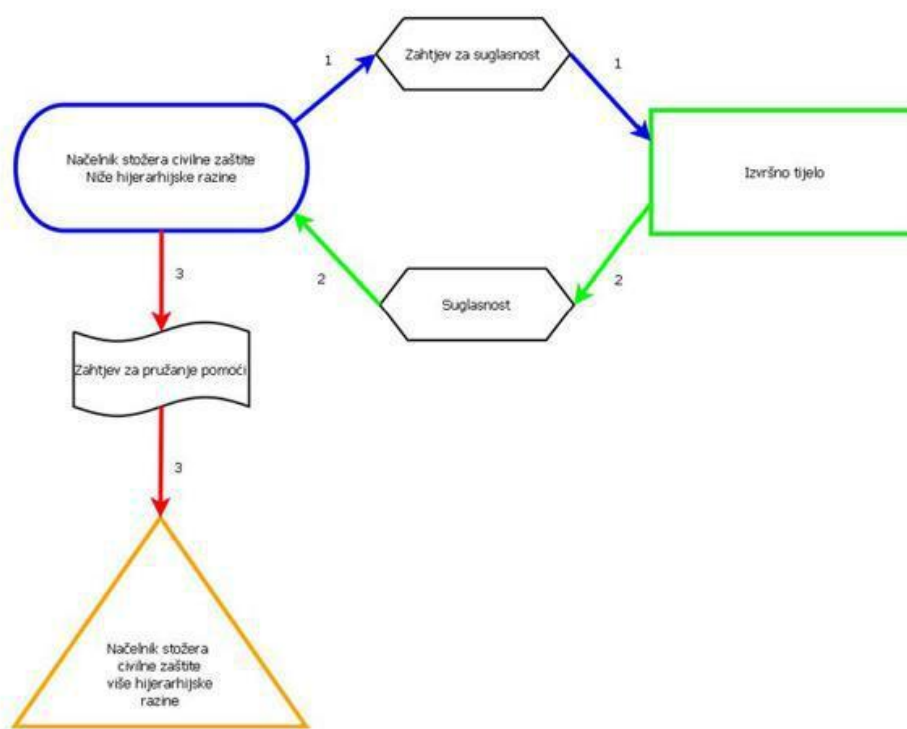 Zahtjev za suglasnost
1
1
Načelnik stožera civilne zaštite
Niže hijerarhijske razine
Izvršno tijelo
3
2
Suglasnost
2
Zahtjev za pružanje pomoći
3
Načelnik stožera
civilne zaštite
više hijerarhijske
razine